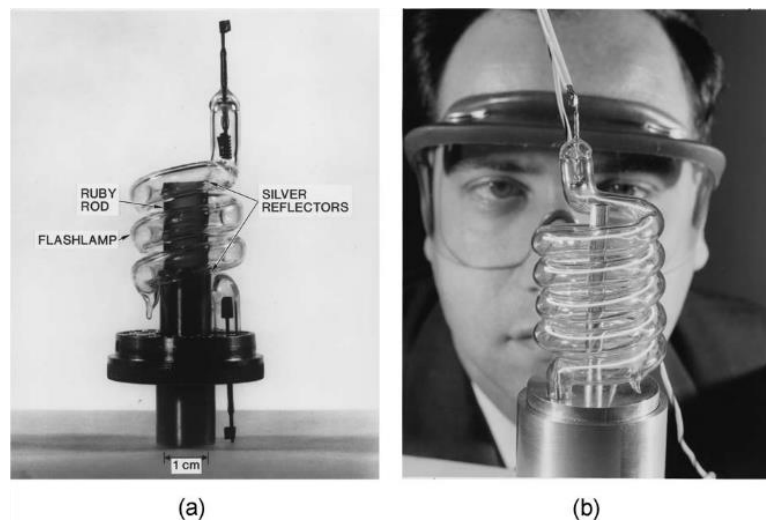 RUBY
ROD
SILVER
REFLECTORS
FLASHLAMP
1 cm
(a)
(b)